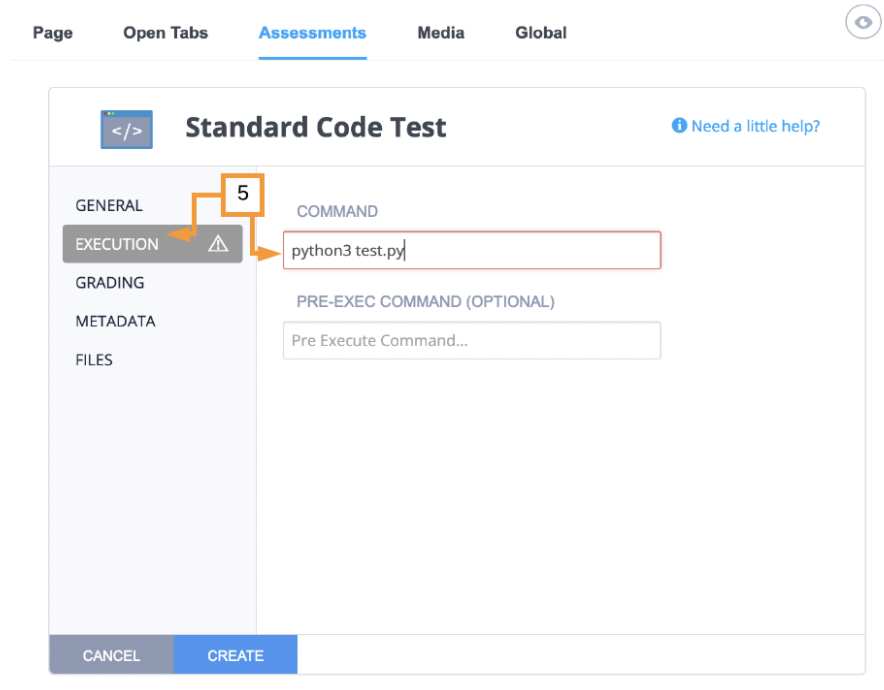 Page Open Tabs Assessments Media Global
</> Standard Code Test Need a little help?
GENERAL
5
COMMAND
EXECUTION
python3 test.py
GRADING
PRE-EXEC COMMAND (OPTIONAL)
METADATA
Pre Execute Command...
FILES
CANCEL CREATE